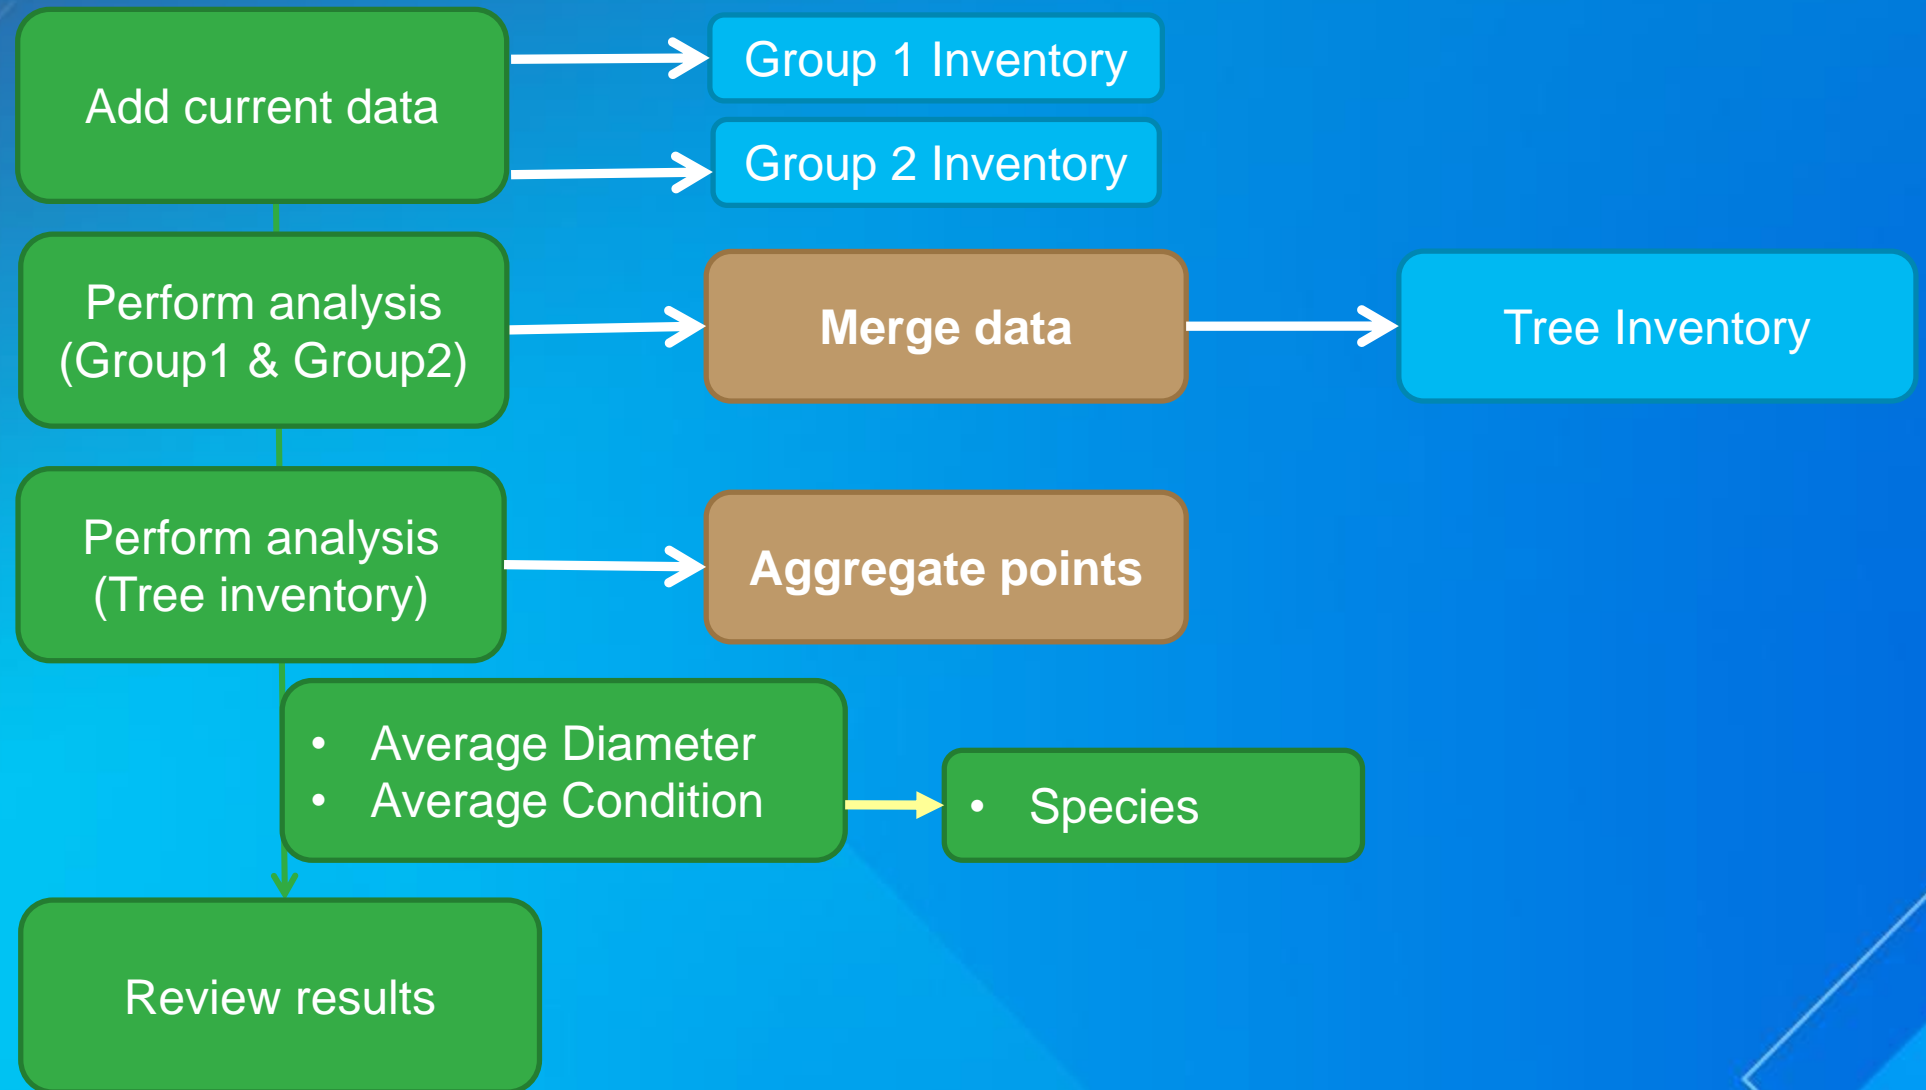 Add current data
Group 1 Inventory
Group 2 Inventory
Perform analysis
(Group1 & Group2)
Merge data
Tree Inventory
Perform analysis
(Tree inventory)
Aggregate points
• Average Diameter
• Average Condition
• Species
Review results